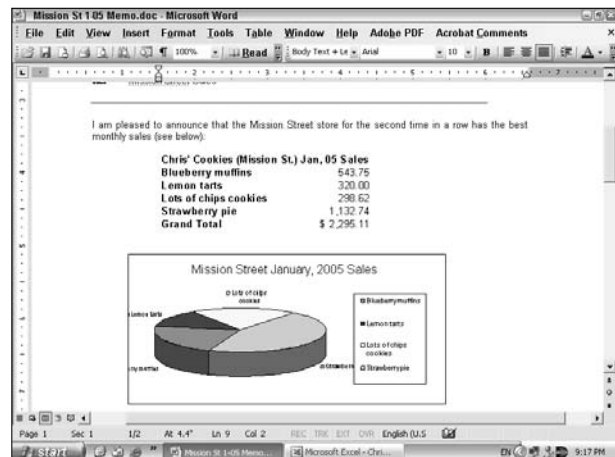 Mission St 1-05 Memo.doc - Microsoft Word
File Edit View Insert Format Tools Table Window Help Adobe PDF Acrobat Comments
100% Read Body Text + Le Arial 10 B
I am pleased to announce that the Mission Street store for the second time in a row has the best
monthly sales (see below):
Chris' Cookies (Mission St.) Jan, 05 Sales
Blueberry muffins 543.75
Lemon tarts 320.00
Lots of chips cookies 298.62
Strawberry pie 1,132.74
Grand Total $ 2,295.11
Mission Street January, 2005 Sales
Lots of chips
cookies
Lemon tarts
Blueberry muffins
Lemon tarts
Lots of chips
cookies
Strawberry pie
Page 1 Sec 1 1/2 At 4.4" Ln 9 Col 2 REC TRK EXT OVR English (U.S
start Mission St 1-05 Memo... Microsoft Excel - Chri... EN 9:17 PM